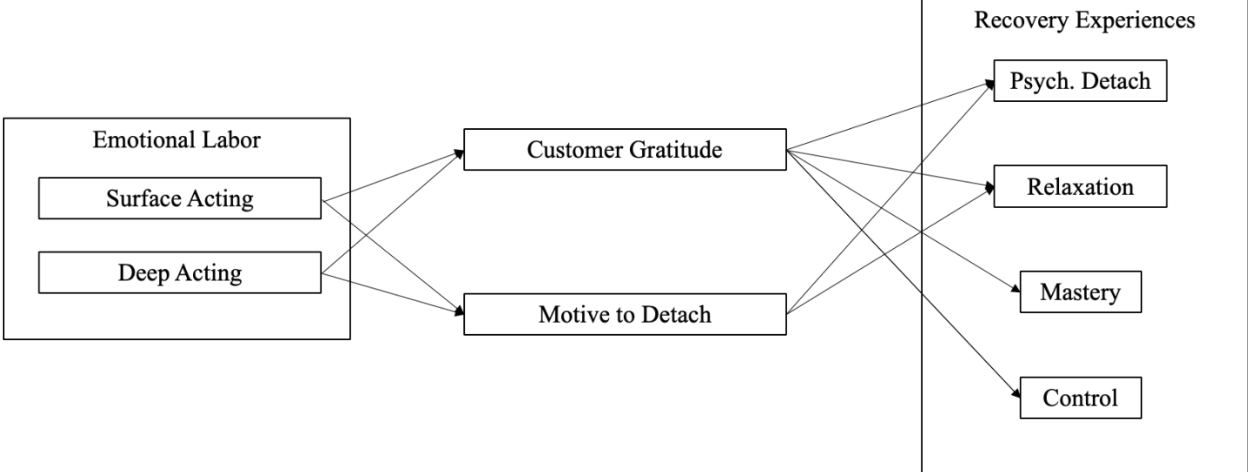 Recovery Experiences
Psych. Detach
Emotional Labor
Customer Gratitude
Surface Acting
Relaxation
Deep Acting
Mastery
Motive to Detach
Control